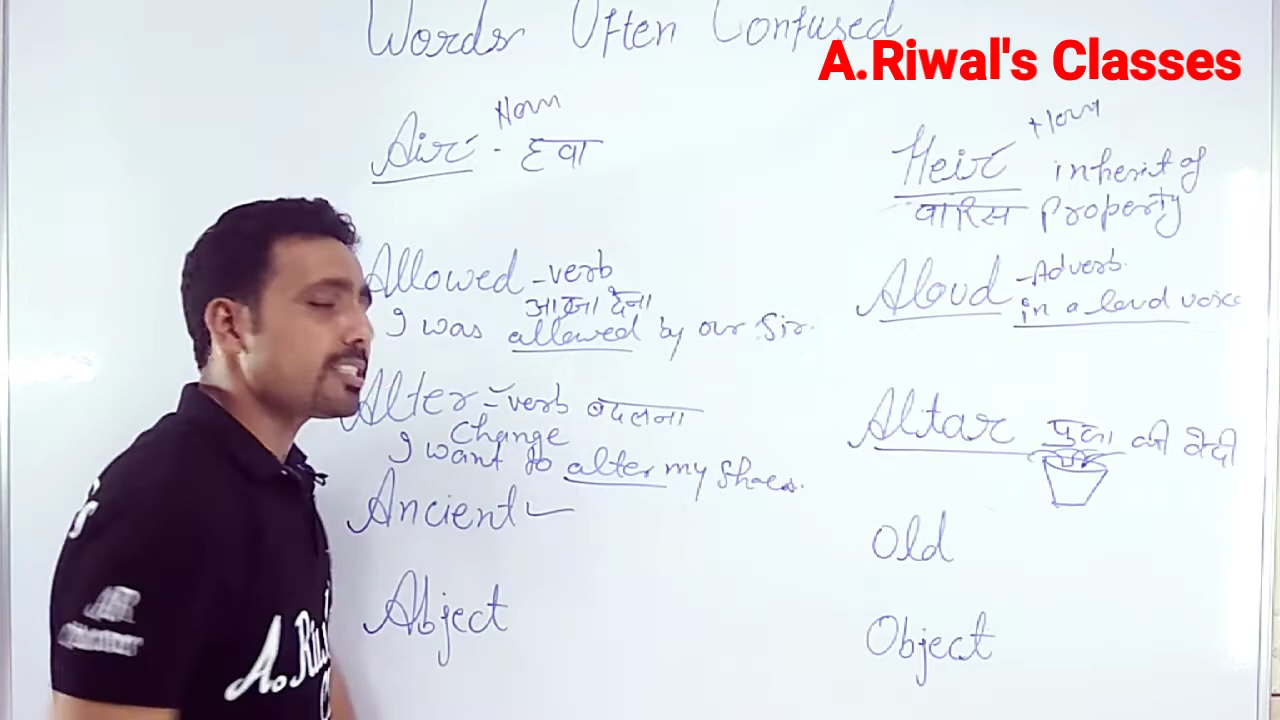 Words Often Confused
A.Riwal's Classes
Air - हवा
Noun
Heir
Noun
inherit of
वारिस property
Allowed - verb
आज्ञा देना
I was allowed by our Sir.
Aloud - Adverb.
in a loud voice
Alter - verb बदलना
Change
I want to alter my shoes.
Altar पुजा की वेदी
Ancient
Old
Abject
Object